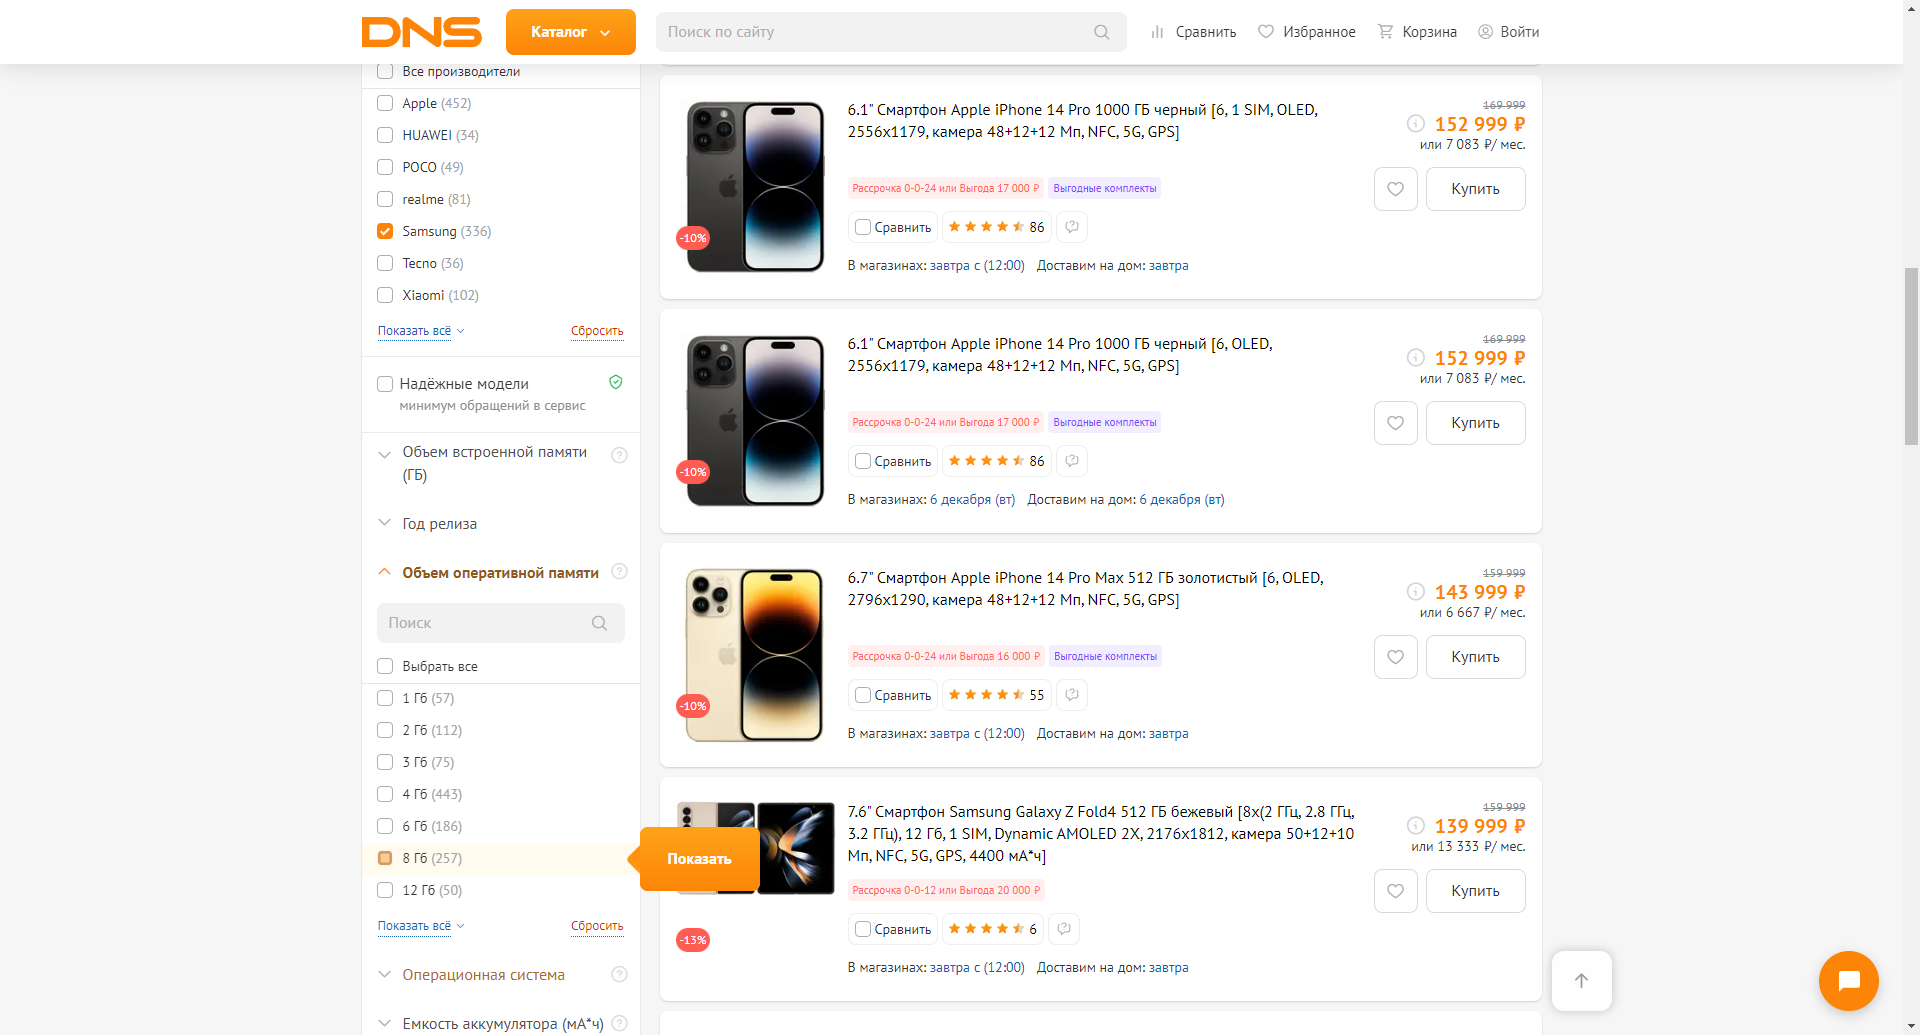 DNS
Каталог
Поиск по сайту
Сравнить
Избранное
Корзина
Войти
Все производители
Apple (452)
HUAWEI (34)
POCO (49)
realme (81)
Samsung (336)
Tecno (36)
Xiaomi (102)
Показать всё
Сбросить
Надёжные модели
минимум обращений в сервис
Объем встроенной памяти
(ГБ)
Год релиза
Объем оперативной памяти
Поиск
Выбрать все
1 Гб (57)
2 Гб (112)
3 Гб (75)
4 Гб (443)
6 Гб (186)
8 Гб (257)
12 Гб (50)
Показать
Показать всё
Сбросить
Операционная система
Емкость аккумулятора (мА*ч)
6.1" Смартфон Apple iPhone 14 Pro 1000 ГБ черный [6, 1 SIM, OLED,
2556x1179, камера 48+12+12 Мп, NFC, 5G, GPS]
169 999
152 999 ₽
или 7 083 ₽/ мес.
Рассрочка 0-0-24 или Выгода 17 000 ₽
Выгодные комплекты
Купить
-10%
Сравнить
86
В магазинах: завтра с (12:00) Доставим на дом: завтра
6.1" Смартфон Apple iPhone 14 Pro 1000 ГБ черный [6, OLED,
2556x1179, камера 48+12+12 Мп, NFC, 5G, GPS]
169 999
152 999 ₽
или 7 083 ₽/ мес.
Рассрочка 0-0-24 или Выгода 17 000 ₽
Выгодные комплекты
Купить
-10%
Сравнить
86
В магазинах: 6 декабря (вт) Доставим на дом: 6 декабря (вт)
6.7" Смартфон Apple iPhone 14 Pro Max 512 ГБ золотистый [6, OLED,
2796x1290, камера 48+12+12 Мп, NFC, 5G, GPS]
159 999
143 999 ₽
или 6 667 ₽/ мес.
Рассрочка 0-0-24 или Выгода 16 000 ₽
Выгодные комплекты
Купить
-10%
Сравнить
55
В магазинах: завтра с (12:00) Доставим на дом: завтра
7.6" Смартфон Samsung Galaxy Z Fold4 512 ГБ бежевый [8x(2 ГГц, 2.8 ГГц,
3.2 ГГц), 12 Гб, 1 SIM, Dynamic AMOLED 2X, 2176x1812, камера 50+12+10
Мп, NFC, 5G, GPS, 4400 мА*ч]
159 999
139 999 ₽
или 13 333 ₽/ мес.
Рассрочка 0-0-12 или Выгода 20 000 ₽
Купить
-13%
Сравнить
6
В магазинах: завтра с (12:00) Доставим на дом: завтра